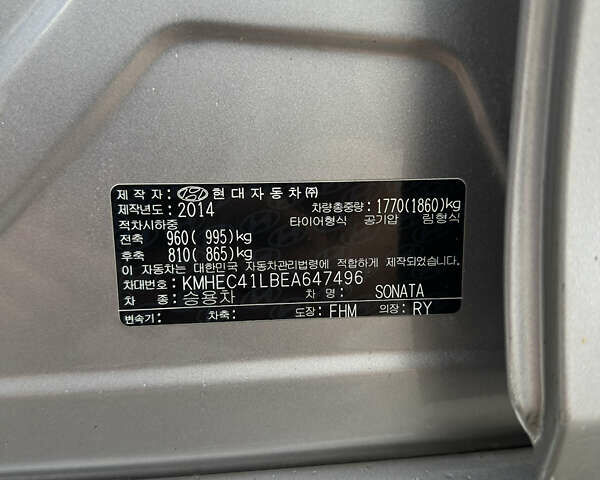 제 작 자: 현대자동차㈜
제작년도: 2014 차량총중량: 1770(1860)kg
적차시하중 타이어형식 공기압 림형식
전축 960( 995)kg
후축 810( 865)kg
이 자동차는 대한민국 자동차관리법령에 적합하게 제작되었습니다.
차대번호: KMHEC41LBEA647496
차 종: 승용차 차 명: SONATA
변속기: 차축: 도장: FHM 의장: RY